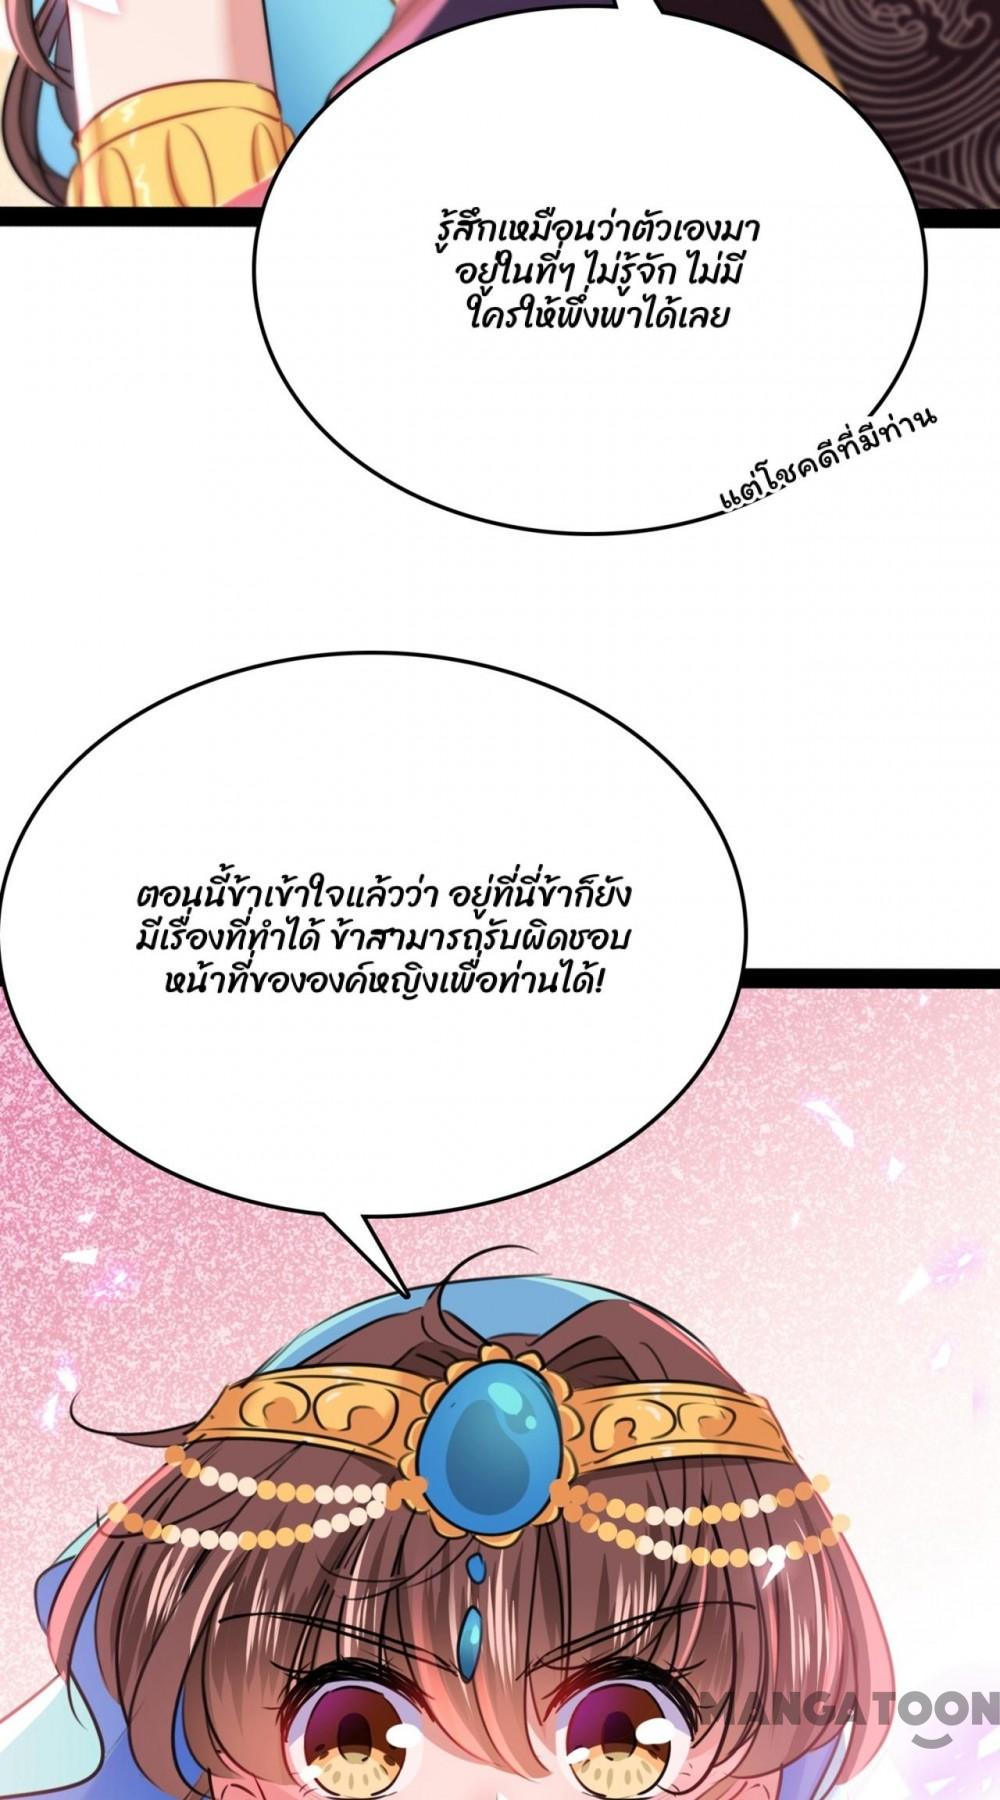 รู้สึกเหมือนว่าตัวเองมา
อยู่ในที่ๆ ไม่รู้จัก ไม่มี
ใครให้พึ่งพาได้เลย
แต่โชคดีที่มีท่าน
ตอนนี้ข้าเข้าใจแล้วว่า อยู่ที่นี่ข้าก็ยัง
มีเรื่องที่ทำได้ ข้าสามารถรับผิดชอบ
หน้าที่ขององค์หญิงเพื่อท่านได้!
MANGATOON